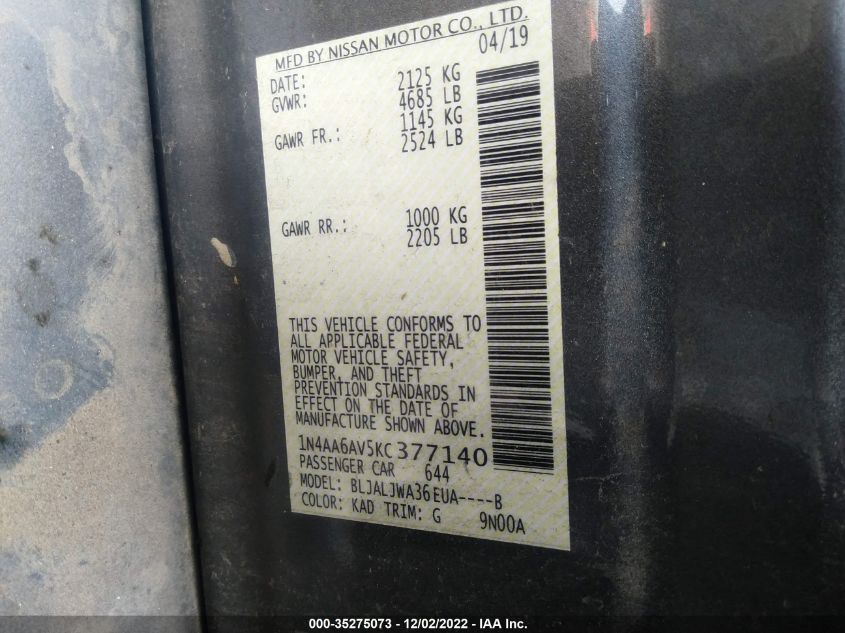 MFD BY NISSAN MOTOR CO., LTD.
DATE: 04/19
GVWR: 2125 KG
4685 LB
GAWR FR.: 1145 KG
2524 LB
GAWR RR.: 1000 KG
2205 LB
THIS VEHICLE CONFORMS TO
ALL APPLICABLE FEDERAL
MOTOR VEHICLE SAFETY,
BUMPER, AND THEFT
PREVENTION STANDARDS IN
EFFECT ON THE DATE OF
MANUFACTURE SHOWN ABOVE.
1N4AA6AV5KC377140
PASSENGER CAR 644
MODEL: BLJALJWA36EUA----B
COLOR: KAD TRIM: G 9N00A
000-35275073 - 12/02/2022 - IAA Inc.